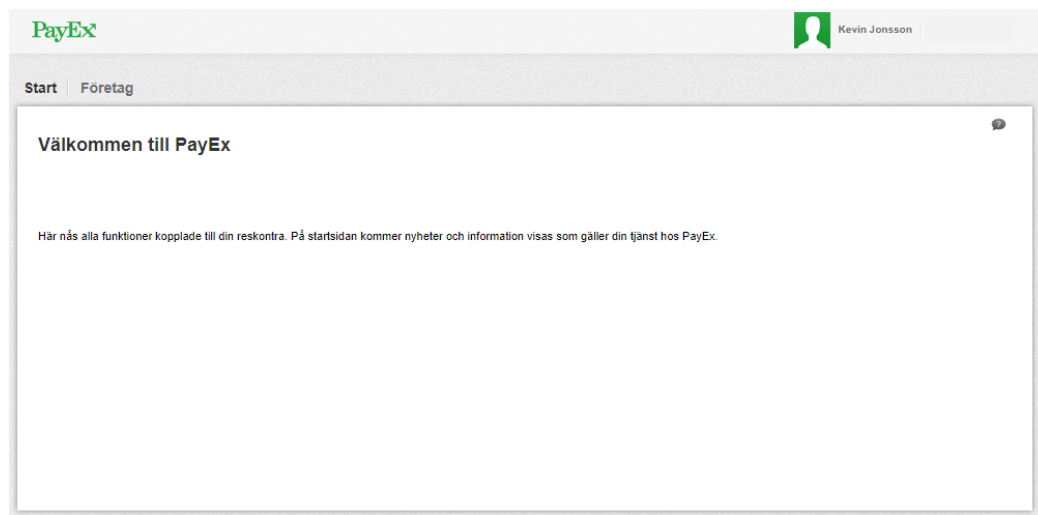 PayEx
Kevin Jonsson
Start
Företag
Välkommen till PayEx
?
Här nås alla funktioner kopplade till din reskontra. På startsidan kommer nyheter och information visas som gäller din tjänst hos PayEx.